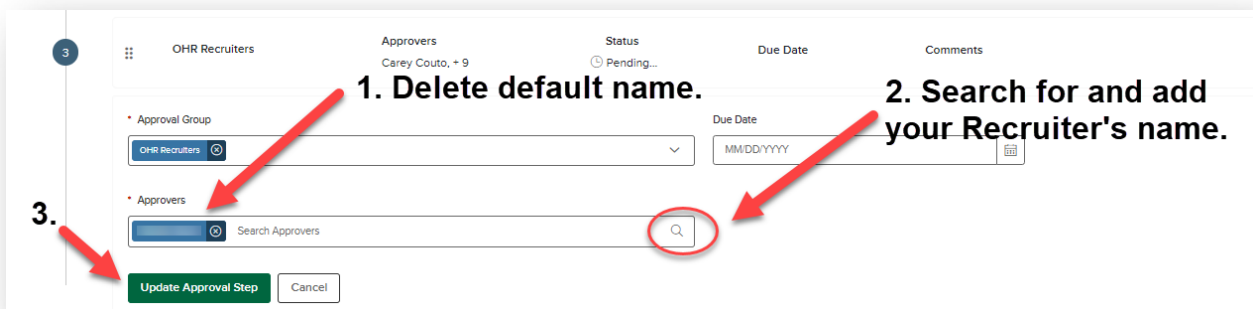 3
OHR Recruiters
Approvers
Carey Couto, + 9
Status
Pending...
Due Date
Comments
1. Delete default name.
2. Search for and add
your Recruiter's name.
* Approval Group
OHR Recruiters
Due Date
MM/DD/YYYY
* Approvers
Search Approvers
3.
Update Approval Step
Cancel